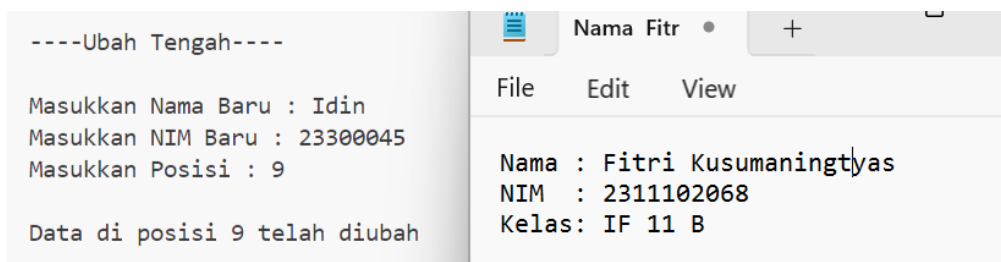 ----Ubah Tengah----
Masukkan Nama Baru : Idin
Masukkan NIM Baru : 23300045
Masukkan Posisi : 9
Data di posisi 9 telah diubah
Nama Fitr
File Edit View
Nama : Fitri Kusumaningtyas
NIM : 2311102068
Kelas: IF 11 B